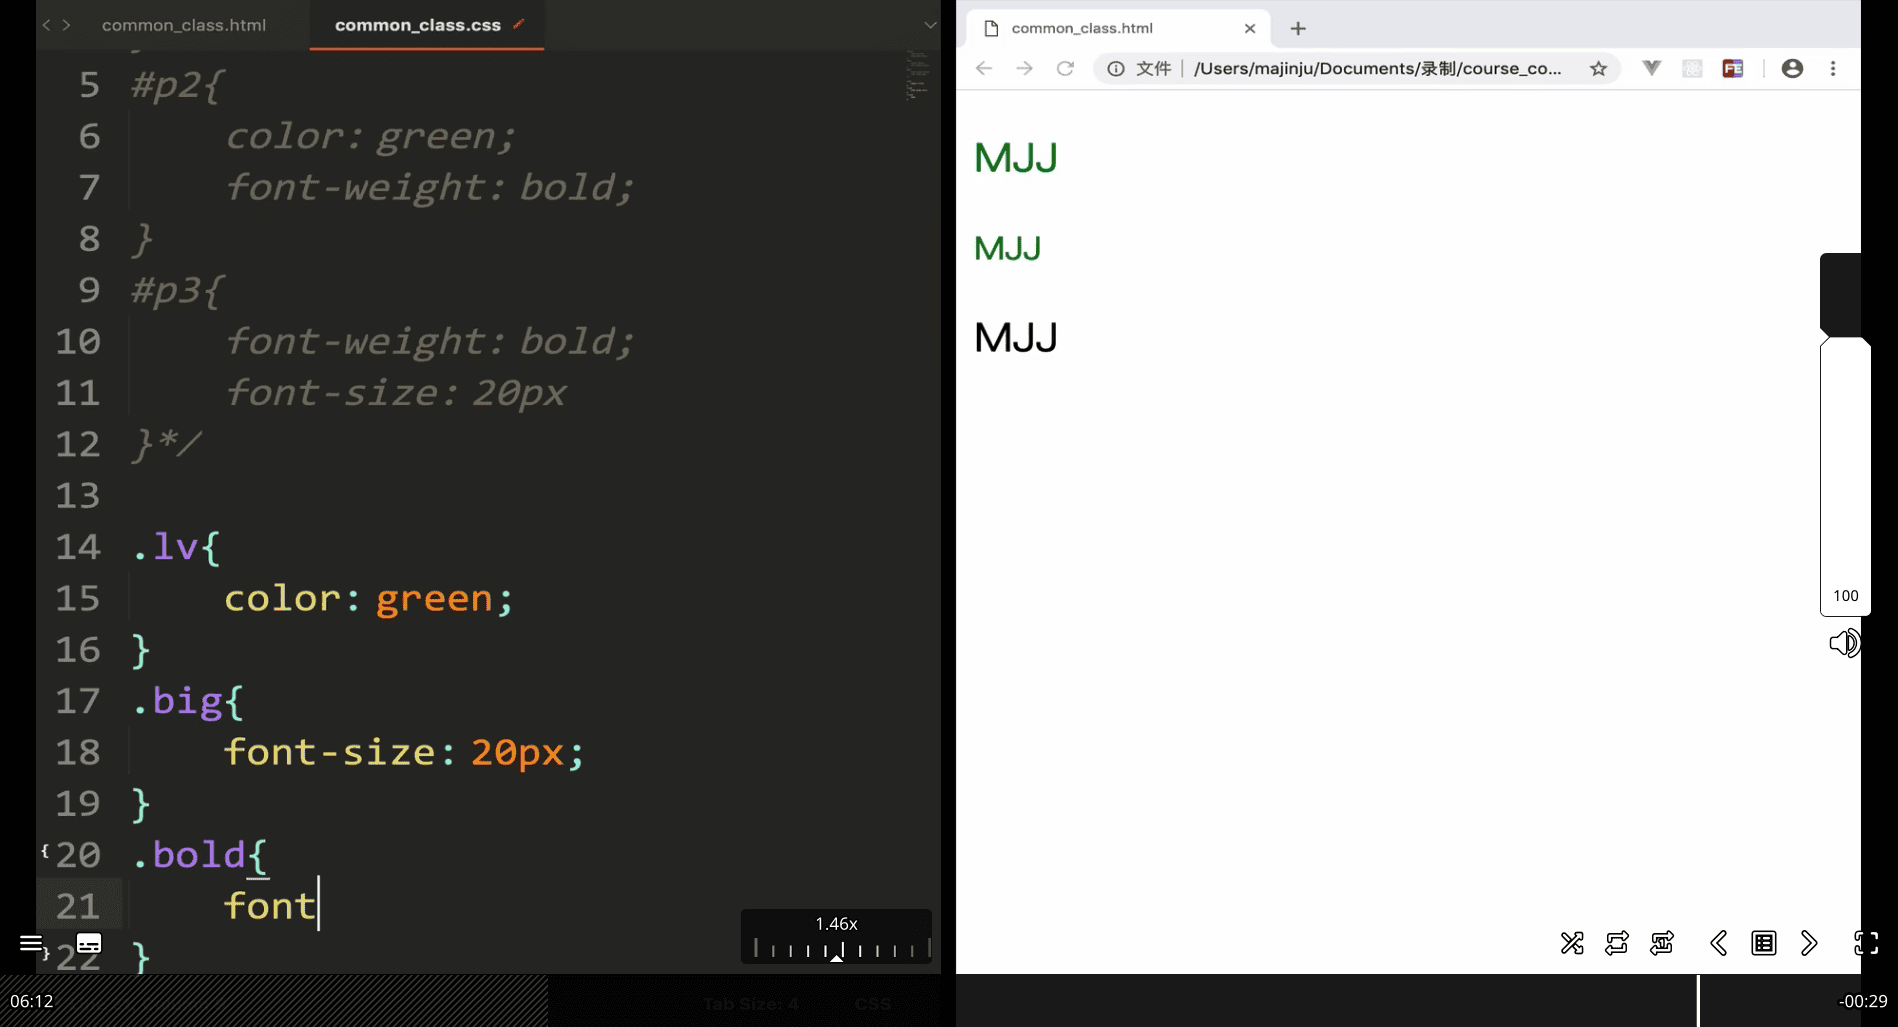 common_class.html
common_class.css
5 #p2{
6 color: green;
7 font-weight: bold;
8 }
9 #p3{
10 font-weight: bold;
11 font-size: 20px
12 }*/
13
14 .lv{
15 color: green;
16 }
17 .big{
18 font-size: 20px;
19 }
{ 20 .bold{
21 font
} 22 }
1.46x
06:12
Tab Size: 4
CSS
common_class.html
文件 | /Users/majinju/Documents/录制/course_co...
FE
MJJ
MJJ
MJJ
100
-00:29